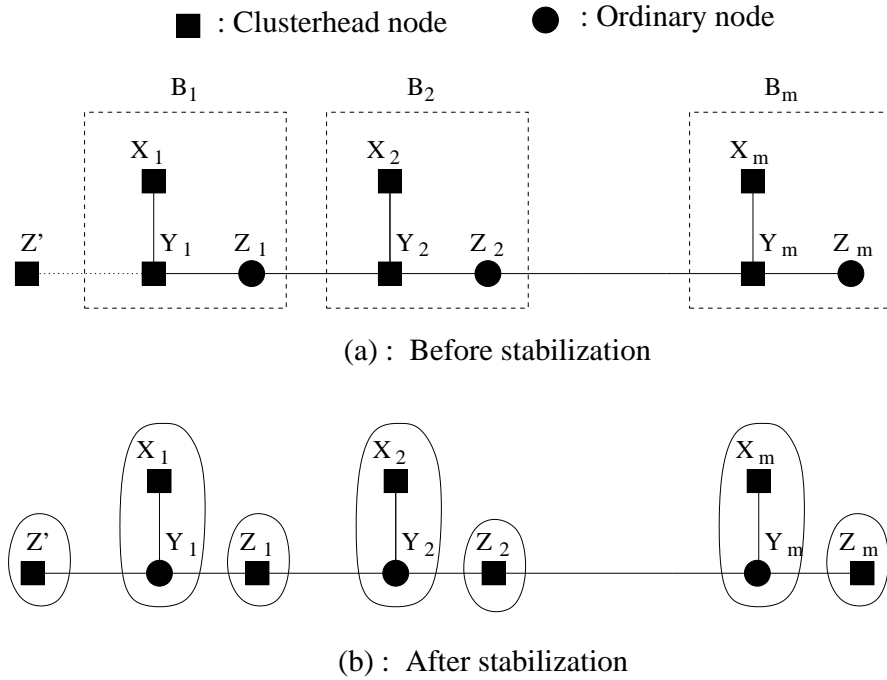 : Clusterhead node : Ordinary node
B1 B2 Bm
X1 X2 Xm
Z' Y1 Z1 Y2 Z2 Ym Zm
(a) : Before stabilization
X1 X2 Xm
Z' Y1 Z1 Y2 Z2 Ym Zm
(b) : After stabilization